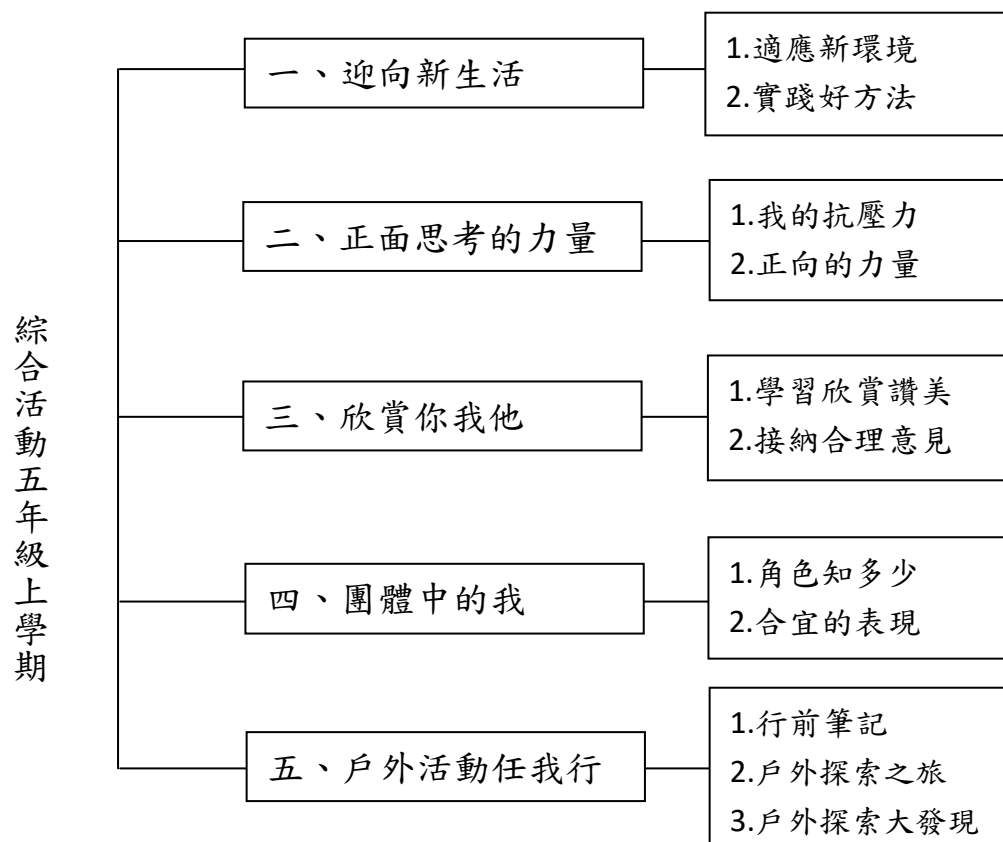 綜合活動五年級上學期
一、迎向新生活
1.適應新環境
2.實踐好方法
二、正面思考的力量
1.我的抗壓力
2.正向的力量
三、欣賞你我他
1.學習欣賞讚美
2.接納合理意見
四、團體中的我
1.角色知多少
2.合宜的表現
五、戶外活動任我行
1.行前筆記
2.戶外探索之旅
3.戶外探索大發現